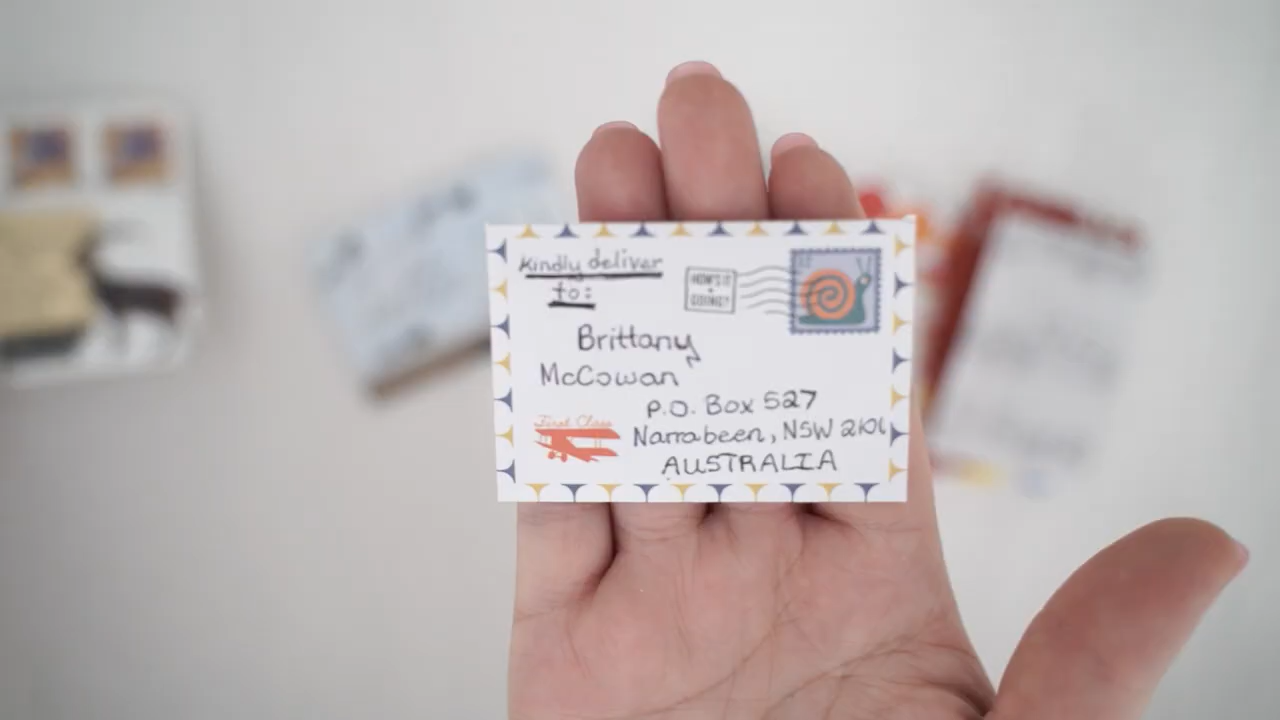 Kindly deliver
to:
HOW'S IT
GOING?
Brittany
McCowan
P.O. Box 527
Narrabeen, NSW 2101
First Class
AUSTRALIA